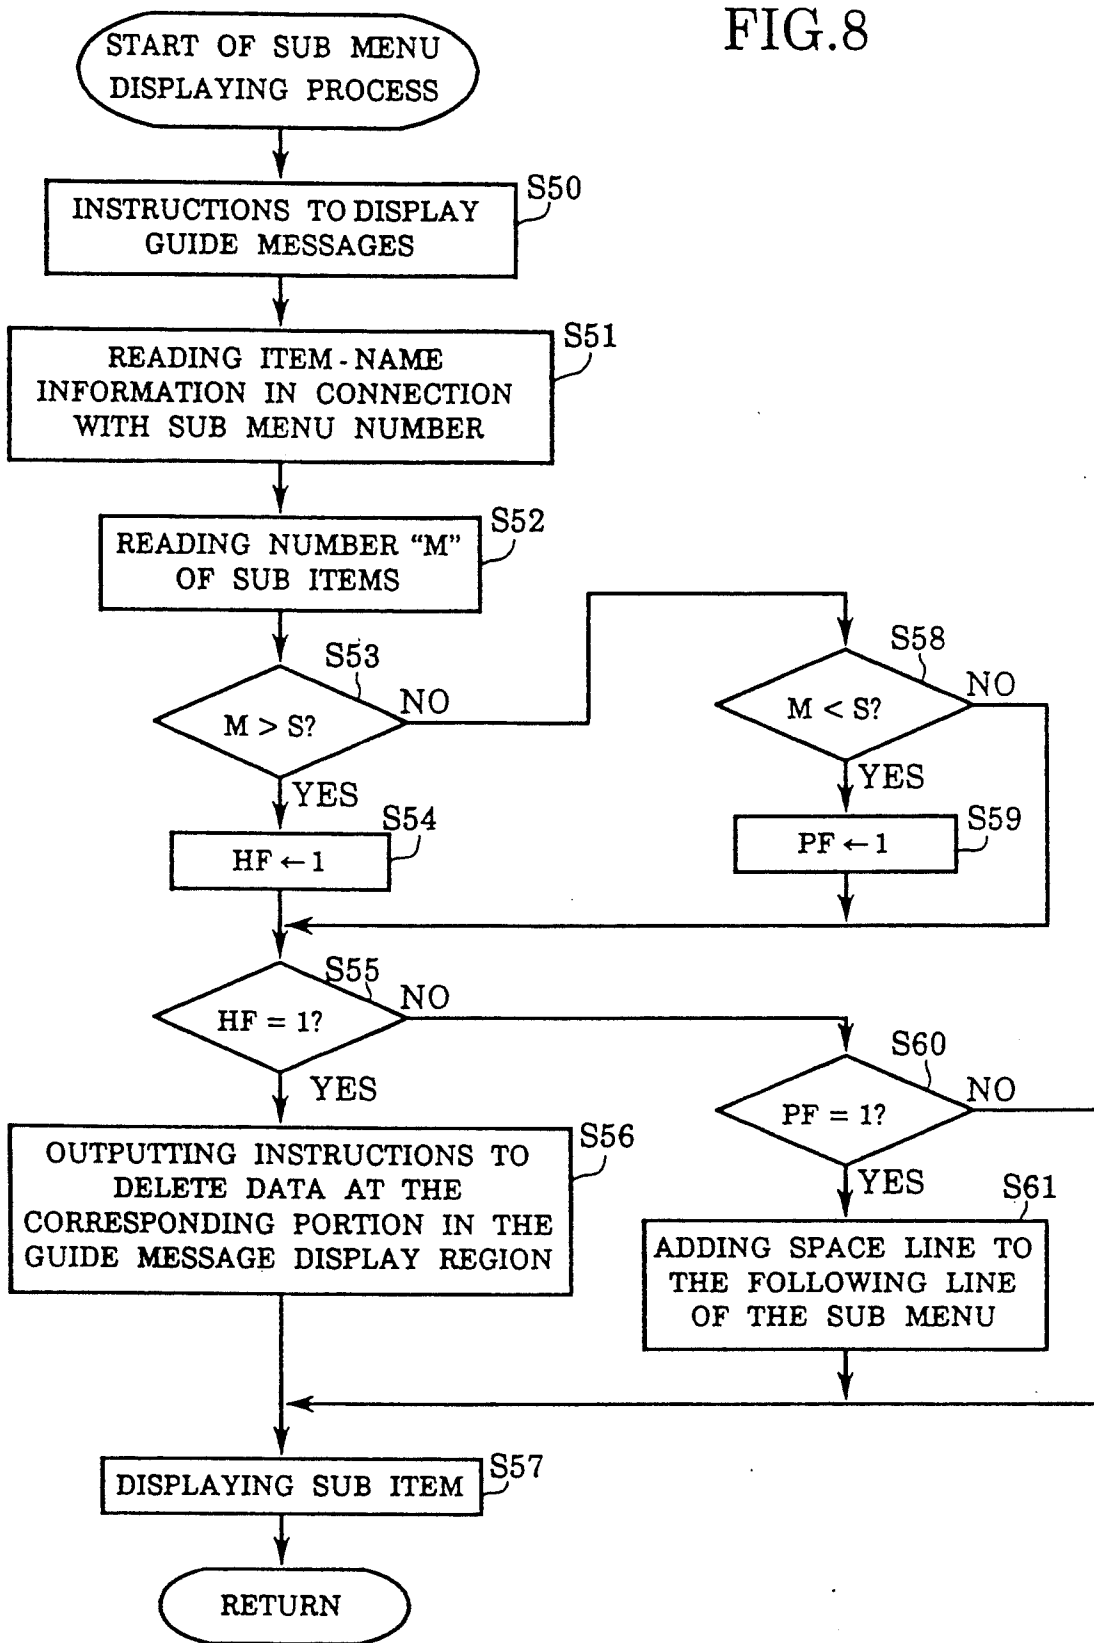 FIG.8
START OF SUB MENU
DISPLAYING PROCESS
S50
INSTRUCTIONS TO DISPLAY
GUIDE MESSAGES
S51
READING ITEM-NAME
INFORMATION IN CONNECTION
WITH SUB MENU NUMBER
S52
READING NUMBER “M”
OF SUB ITEMS
S53
M > S?
NO
YES
S58
M < S?
NO
YES
S54
HF ← 1
S59
PF ← 1
S55
HF = 1?
NO
YES
S60
PF = 1?
NO
YES
S56
OUTPUTTING INSTRUCTIONS TO
DELETE DATA AT THE
CORRESPONDING PORTION IN THE
GUIDE MESSAGE DISPLAY REGION
S61
ADDING SPACE LINE TO
THE FOLLOWING LINE
OF THE SUB MENU
S57
DISPLAYING SUB ITEM
RETURN